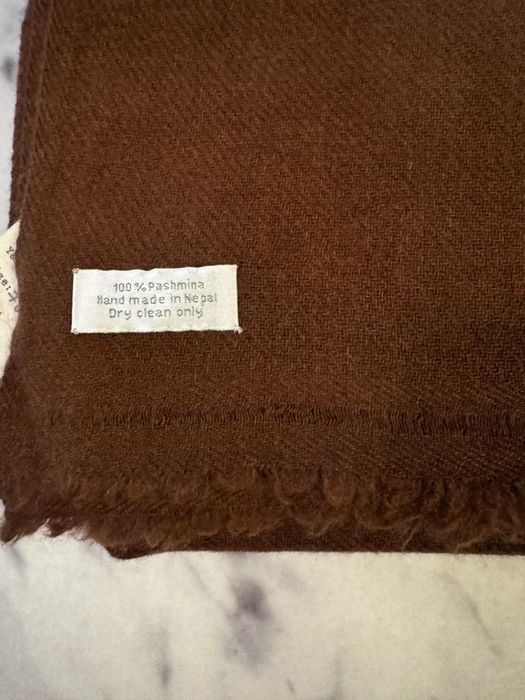 100 % Pashmina
Hand made in Nepal
Dry clean only